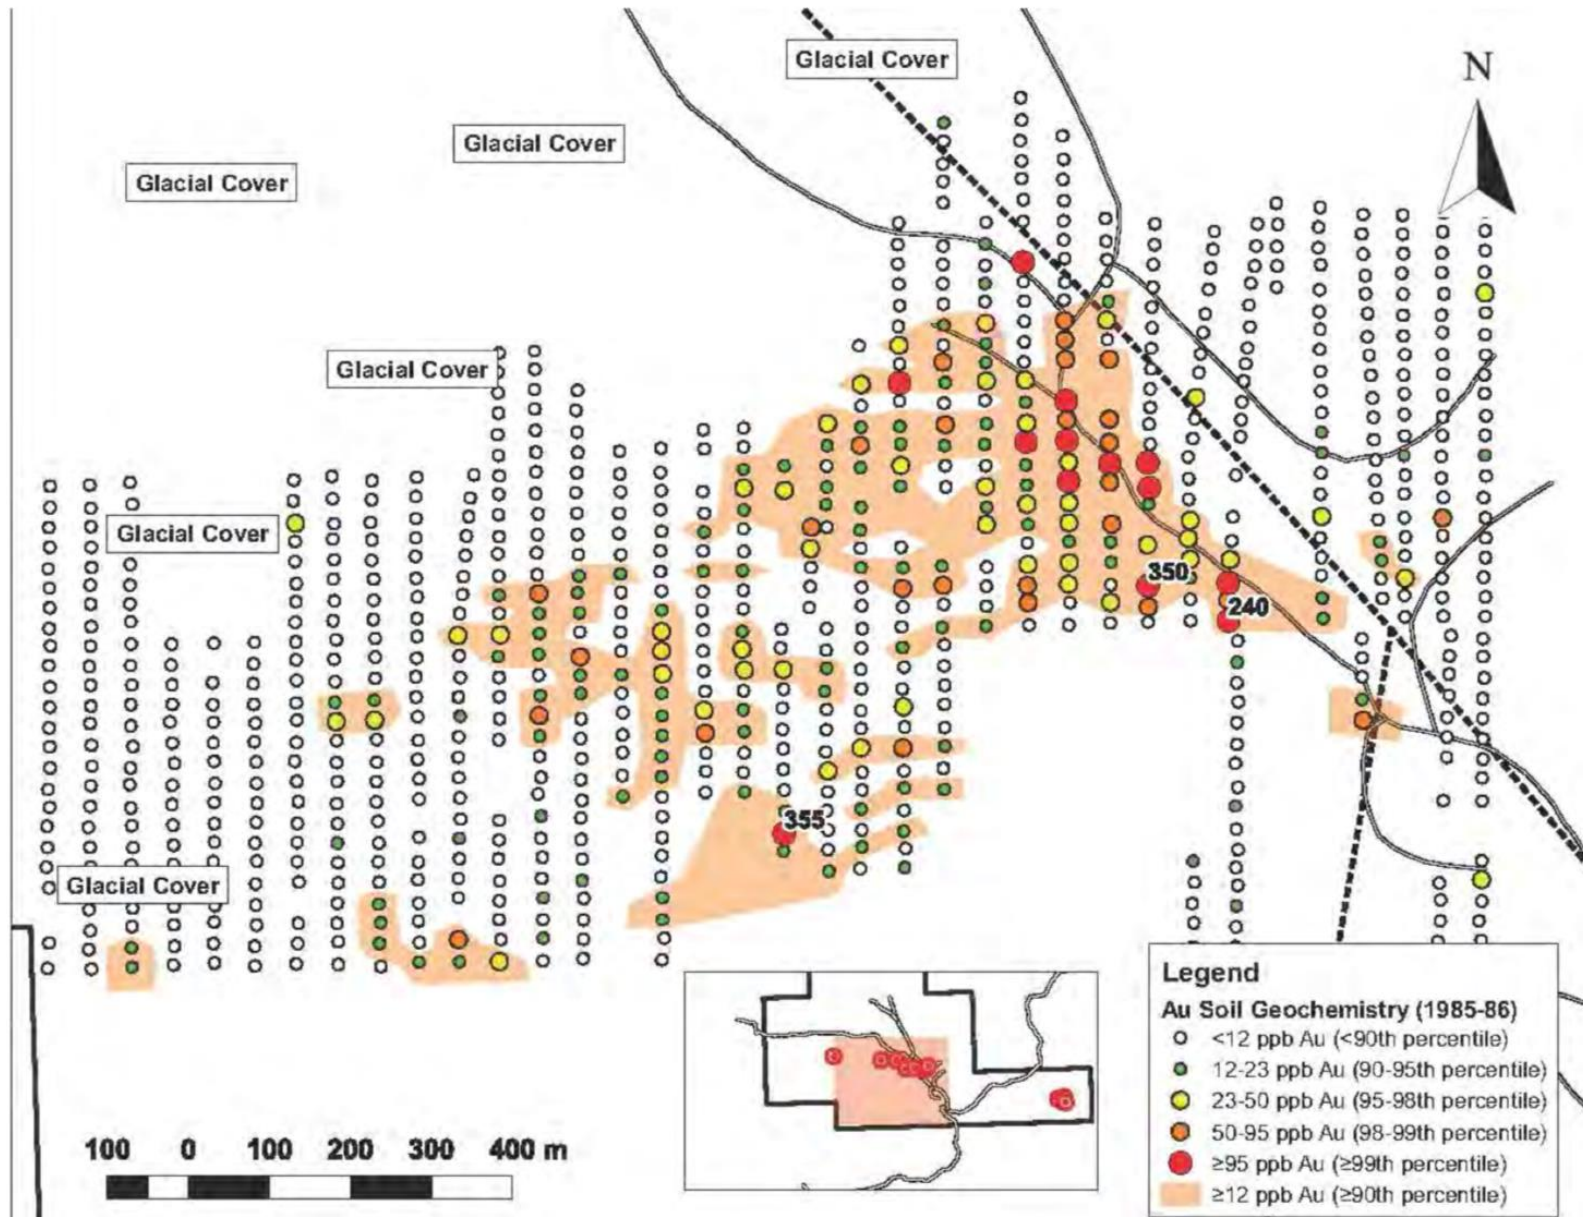 Glacial Cover
N
Glacial Cover
Glacial Cover
Glacial Cover
Glacial Cover
350
240
355
Glacial Cover
Legend
Au Soil Geochemistry (1985-86)
<12 ppb Au (<90th percentile)
12-23 ppb Au (90-95th percentile)
23-50 ppb Au (95-98th percentile)
50-95 ppb Au (98-99th percentile)
≥95 ppb Au (≥99th percentile)
≥12 ppb Au (≥90th percentile)
100 0 100 200 300 400 m